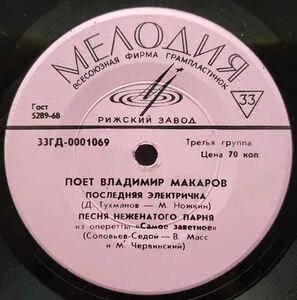 МЕЛОДИЯ
ВСЕСОЮЗНАЯ ФИРМА ГРАМПЛАСТИНОК
33
Гост
5289-68
РИЖСКИЙ ЗАВОД
33ГД-0001069
Третья группа
Цена 70 коп
ПОЕТ ВЛАДИМИР МАКАРОВ
ПОСЛЕДНЯЯ ЭЛЕКТРИЧКА
(Д. Тухманов — М. Ножкин)
ПЕСНЯ НЕЖЕНАТОГО ПАРНЯ
из оперетты «Самое заветное»
(Соловьев-Седой — В. Масс
и М. Червинский)